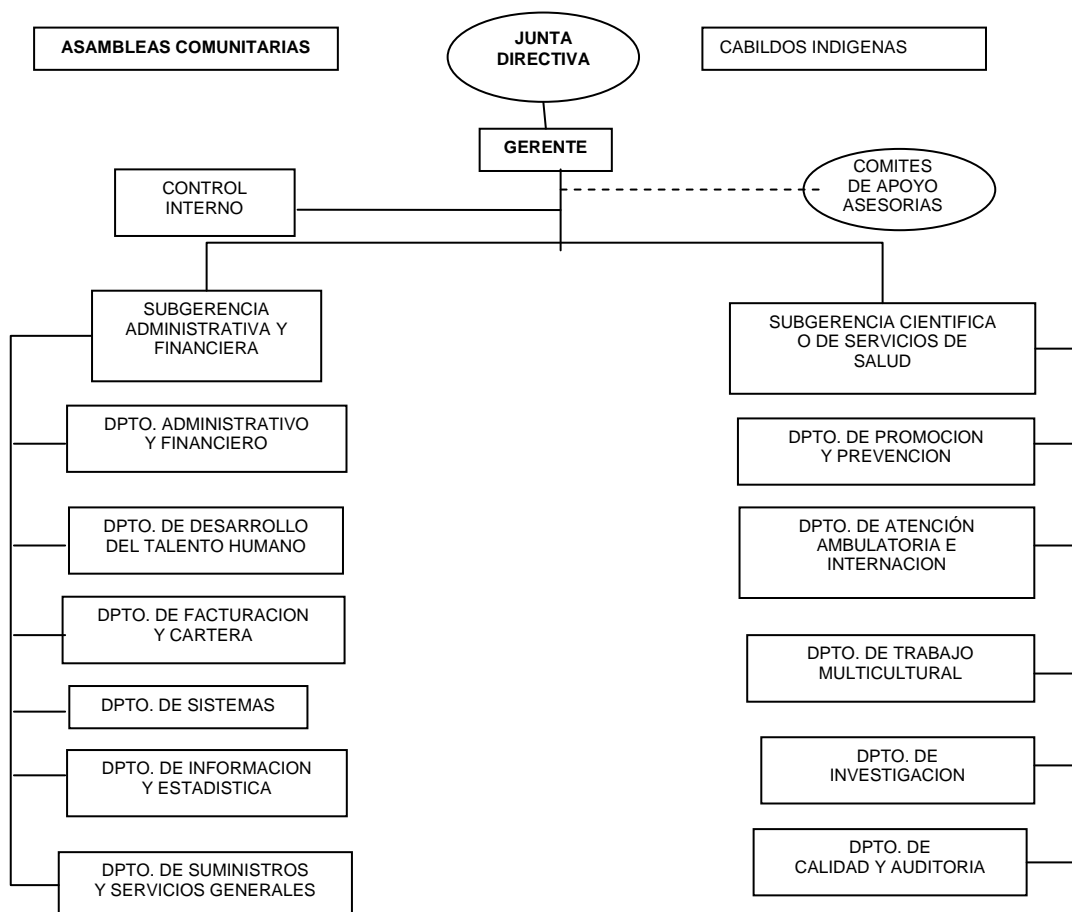 ASAMBLEAS COMUNITARIAS
JUNTA
DIRECTIVA
CABILDOS INDIGENAS
GERENTE
CONTROL
INTERNO
COMITES
DE APOYO
ASESORIAS
SUBGERENCIA
ADMINISTRATIVA Y
FINANCIERA
DPTO. ADMINISTRATIVO
Y FINANCIERO
DPTO. DE DESARROLLO
DEL TALENTO HUMANO
DPTO. DE FACTURACION
Y CARTERA
DPTO. DE SISTEMAS
DPTO. DE INFORMACION
Y ESTADISTICA
DPTO. DE SUMINISTROS
Y SERVICIOS GENERALES
SUBGERENCIA CIENTIFICA
O DE SERVICIOS DE
SALUD
DPTO. DE PROMOCION
Y PREVENCION
DPTO. DE ATENCIÓN
AMBULATORIA E
INTERNACION
DPTO. DE TRABAJO
MULTICULTURAL
DPTO. DE
INVESTIGACION
DPTO. DE
CALIDAD Y AUDITORIA